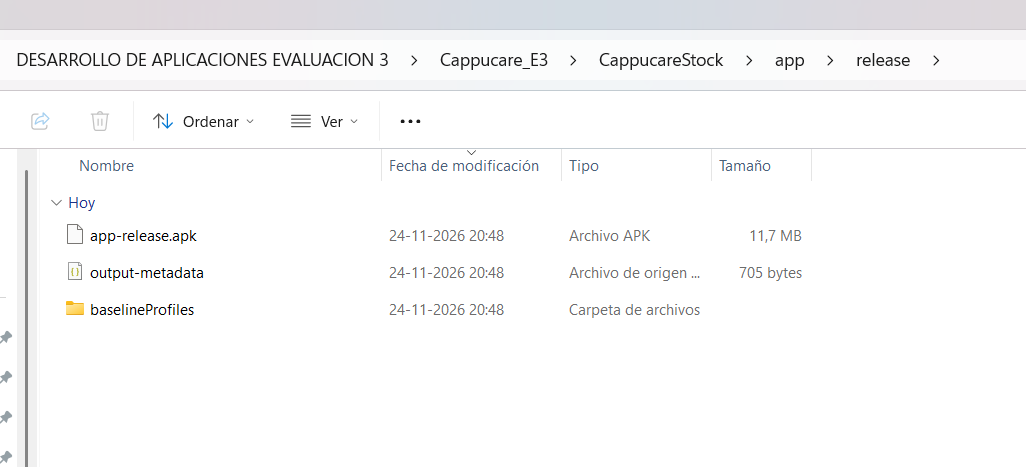 DESARROLLO DE APLICACIONES EVALUACION 3 > Cappucare_E3 > CappucareStock > app > release >
Ordenar Ver ...
Nombre Fecha de modificación Tipo Tamaño
Hoy
app-release.apk 24-11-2026 20:48 Archivo APK 11,7 MB
output-metadata 24-11-2026 20:48 Archivo de origen ... 705 bytes
baselineProfiles 24-11-2026 20:48 Carpeta de archivos